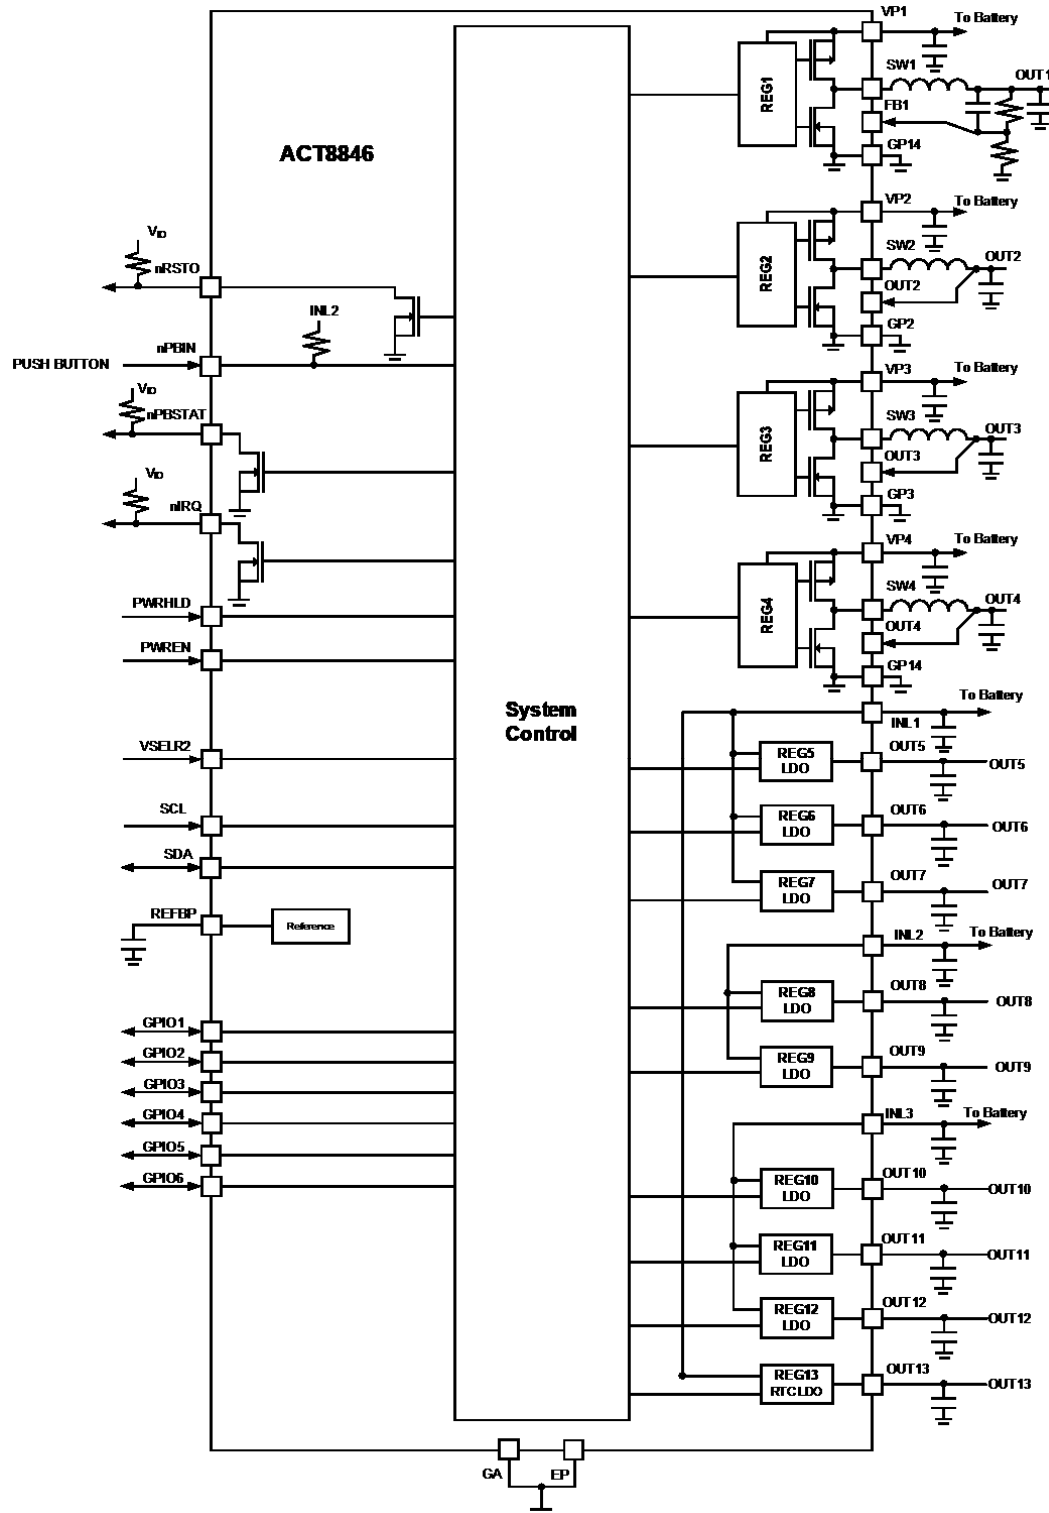 VP1
To Battery
SW1
OUT1
REG1
FB1
ACT8846
GP14
VP2
To Battery
SW2
OUT2
REG2
OUT2
GP2
VIO
nRSTO
INL2
nPBIN
PUSH BUTTON
VP3
To Battery
VIO
nPBSTAT
SW3
OUT3
REG3
OUT3
GP3
VIO
nIRQ
VP4
To Battery
SW4
OUT4
REG4
OUT4
GP14
PWRHLD
PWREN
To Battery
INL1
System
Control
VSELR2
OUT5
REG5
LDO
OUT5
SCL
OUT6
REG6
LDO
OUT6
SDA
OUT7
REG7
LDO
OUT7
REFBP
Reference
INL2
To Battery
OUT8
REG8
LDO
OUT8
GPIO1
GPIO2
OUT9
REG9
LDO
OUT9
GPIO3
GPIO4
INL3
To Battery
GPIO5
GPIO6
OUT10
REG10
LDO
OUT10
OUT11
REG11
LDO
OUT11
OUT12
REG12
LDO
OUT12
OUT13
REG13
RTC LDO
OUT13
GA
EP